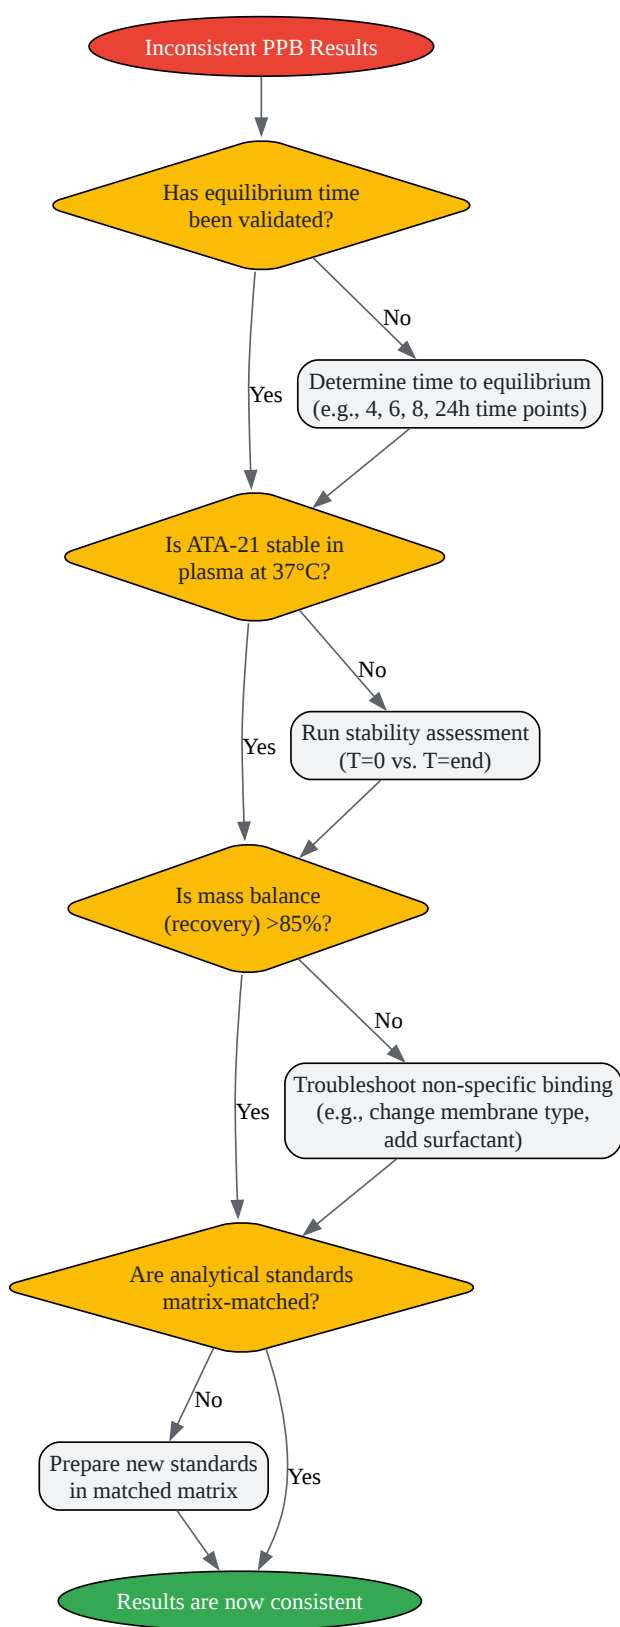 Inconsistent PPB Results
Has equilibrium time
been validated?
No
Yes
Determine time to equilibrium
(e.g., 4, 6, 8, 24h time points)
Is ATA-21 stable in
plasma at 37°C?
No
Yes
Run stability assessment
(T=0 vs. T=end)
Is mass balance
(recovery) >85%?
No
Yes
Troubleshoot non-specific binding
(e.g., change membrane type,
add surfactant)
Are analytical standards
matrix-matched?
No
Yes
Prepare new standards
in matched matrix
Results are now consistent